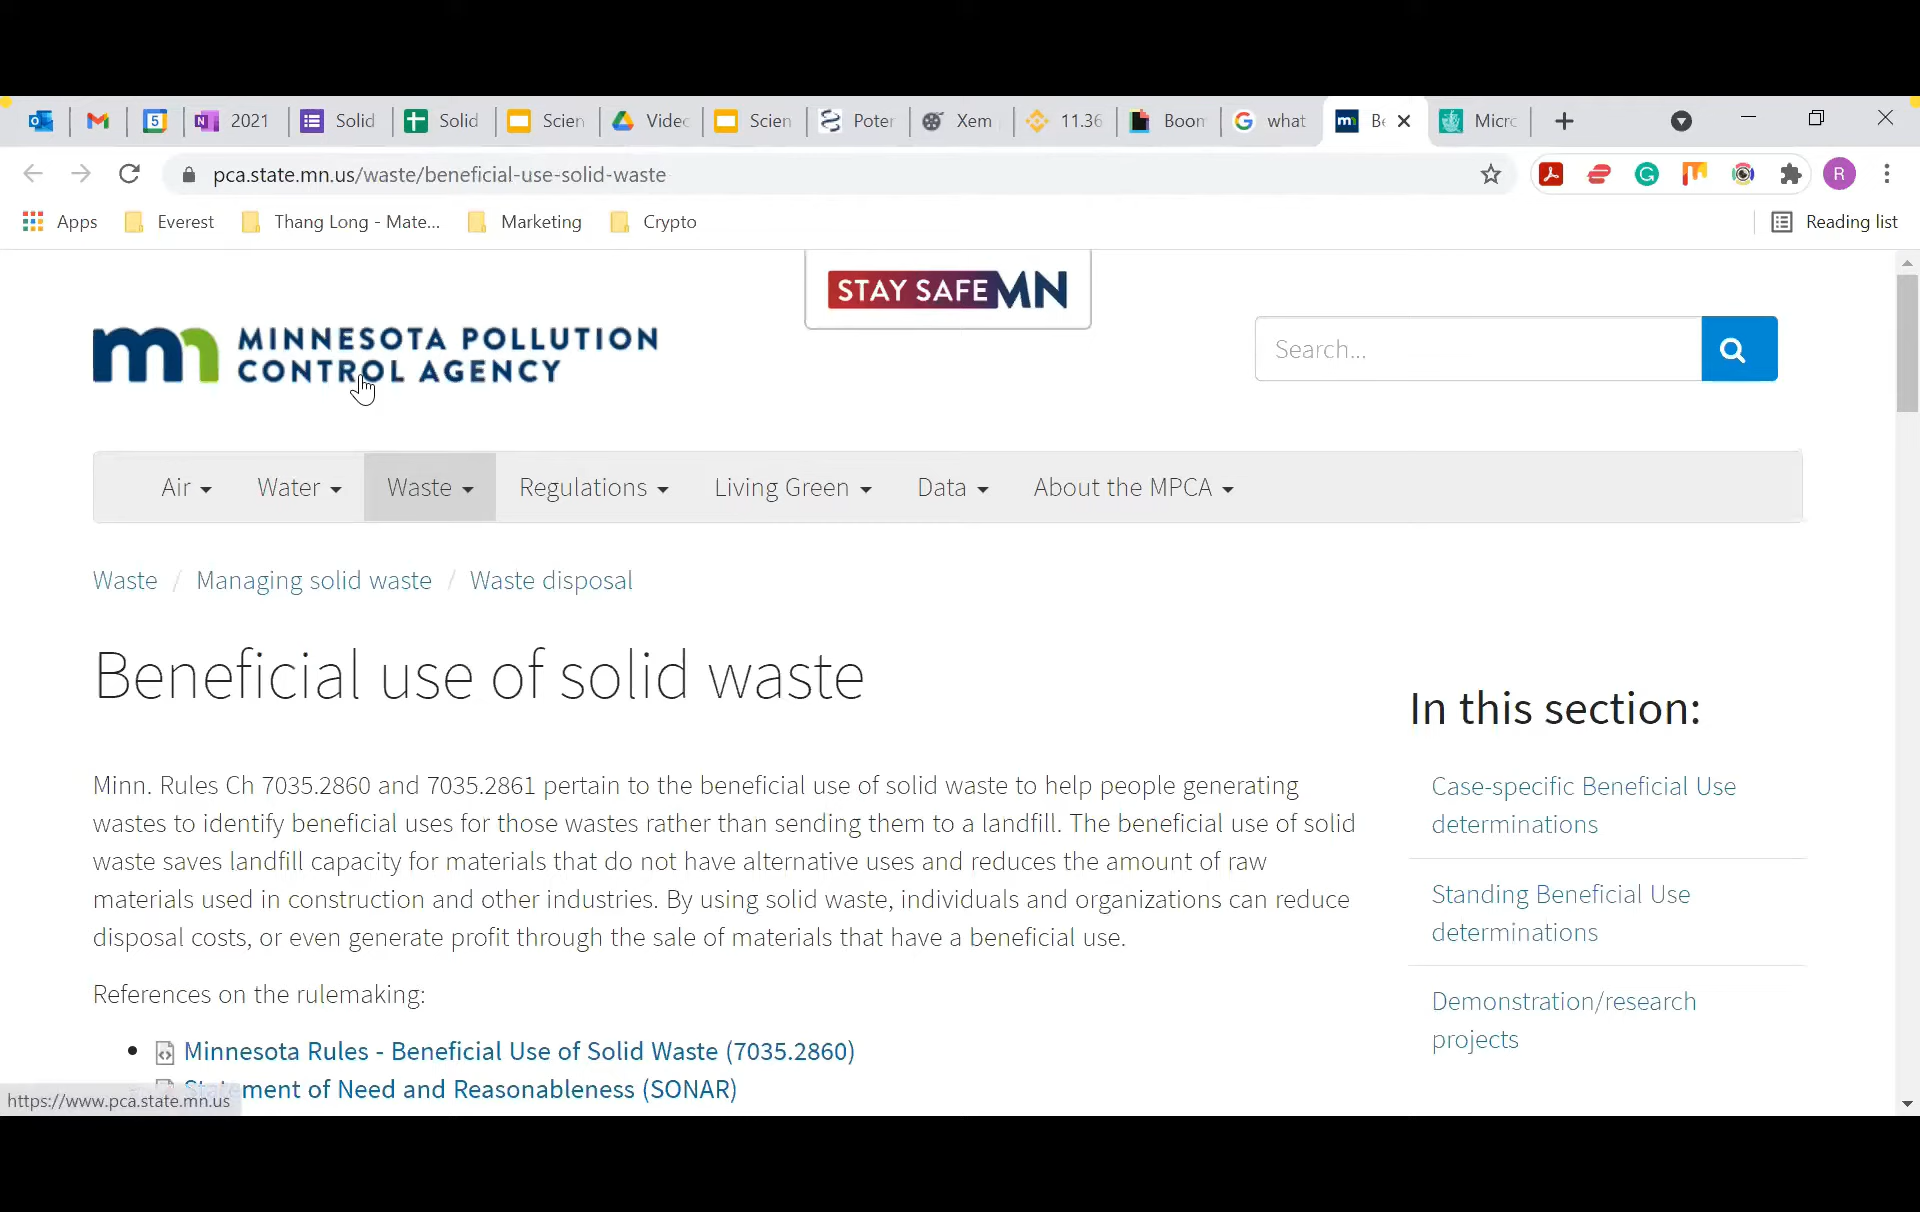 5
2021
Solid
Solid
Scien
Videc
Scien
Poter
Xem
11.36
Boom
what
Be
Micro
pca.state.mn.us/waste/beneficial-use-solid-waste
R
Apps
Everest
Thang Long - Mate...
Marketing
Crypto
Reading list
STAY SAFE MN
mn MINNESOTA POLLUTION
CONTROL AGENCY
Search...
Air
Water
Waste
Regulations
Living Green
Data
About the MPCA
Waste / Managing solid waste / Waste disposal
Beneficial use of solid waste
Minn. Rules Ch 7035.2860 and 7035.2861 pertain to the beneficial use of solid waste to help people generating
wastes to identify beneficial uses for those wastes rather than sending them to a landfill. The beneficial use of solid
waste saves landfill capacity for materials that do not have alternative uses and reduces the amount of raw
materials used in construction and other industries. By using solid waste, individuals and organizations can reduce
disposal costs, or even generate profit through the sale of materials that have a beneficial use.
References on the rulemaking:
Minnesota Rules - Beneficial Use of Solid Waste (7035.2860)
Statement of Need and Reasonableness (SONAR)
In this section:
Case-specific Beneficial Use
determinations
Standing Beneficial Use
determinations
Demonstration/research
projects
https://www.pca.state.mn.us